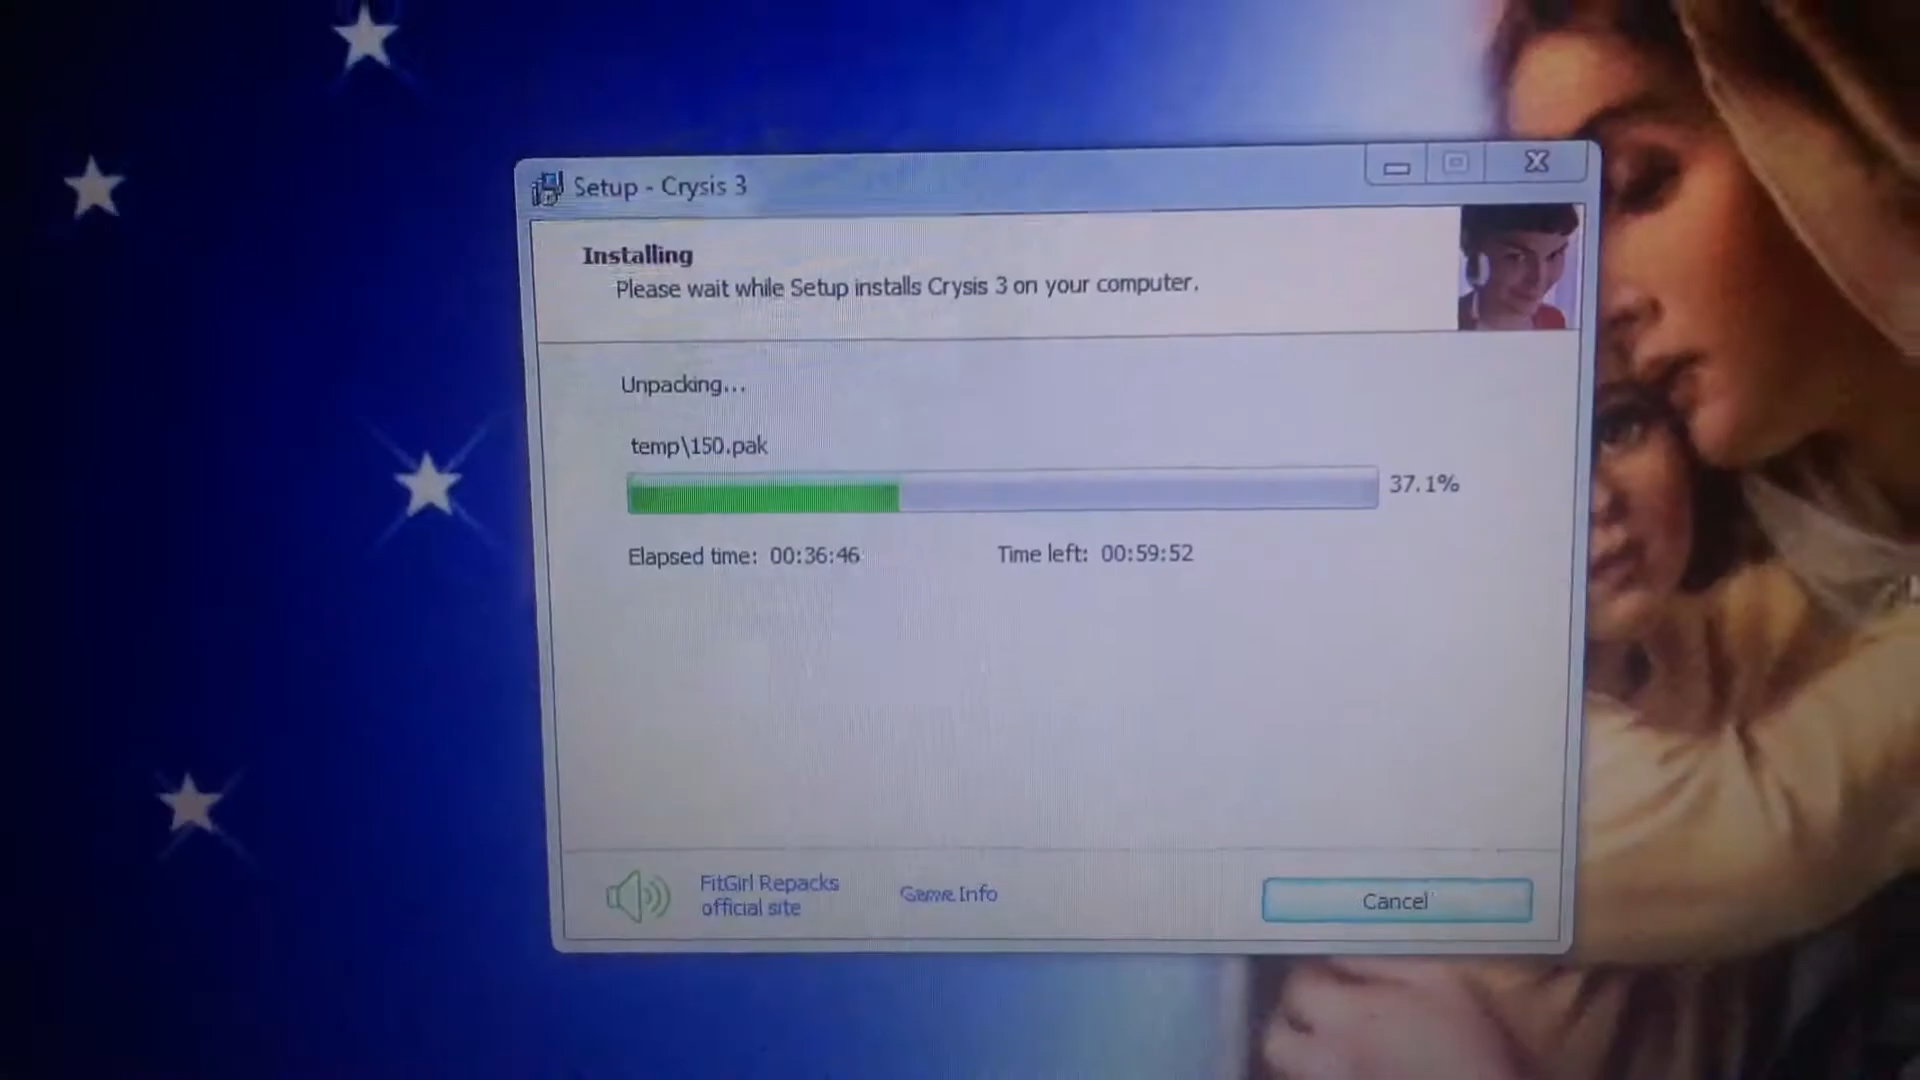 Setup - Crysis 3
Installing
Please wait while Setup installs Crysis 3 on your computer.
Unpacking...
temp\150.pak
37.1%
Elapsed time: 00:36:46
Time left: 00:59:52
FitGirl Repacks
official site
Game Info
Cancel